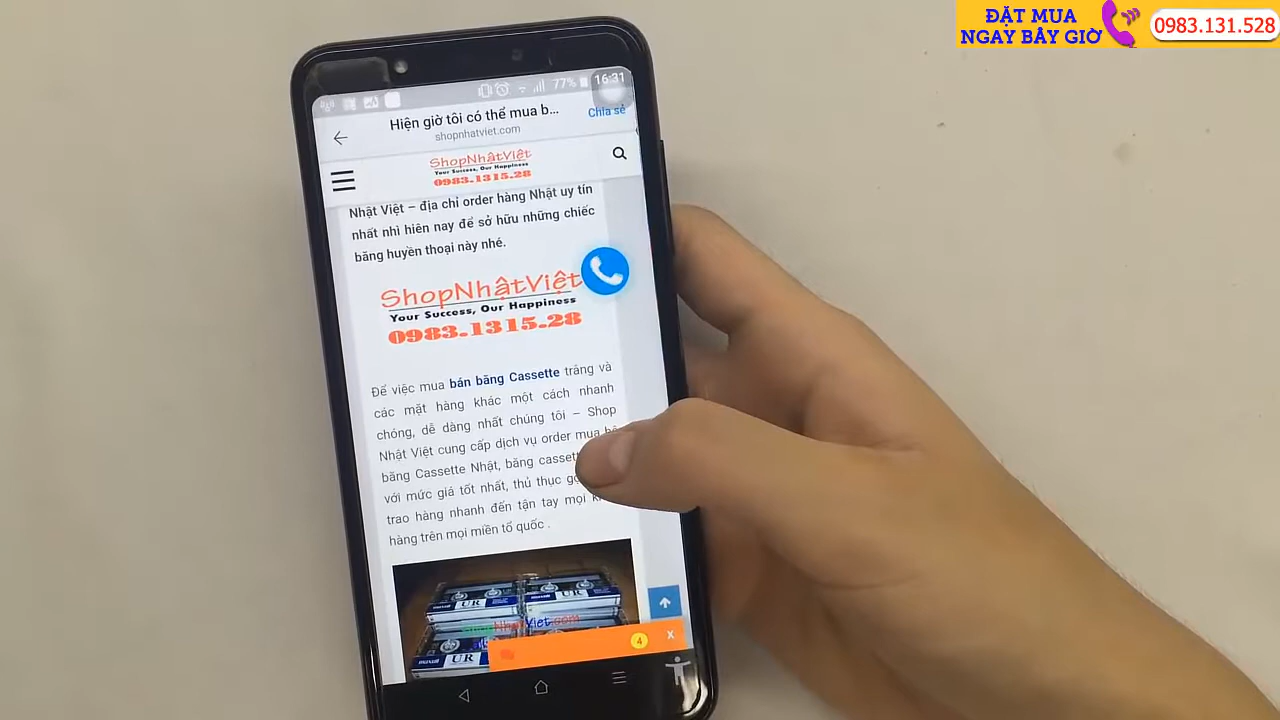 ĐẶT MUA
NGAY BÂY GIỜ
0983.131.528
77%
16:31
Hiện giờ tôi có thể mua b...
shopnhatviet.com
Chia sẻ
ShopNhậtViệt
Your Success, Our Happiness
0983.1315.28
Nhật Việt – địa chỉ order hàng Nhật uy tín
nhất nhì hiên nay để sở hữu những chiếc
băng huyền thoại này nhé.
ShopNhậtViệt
Your Success, Our Happiness
0983.1315.28
Để việc mua bán băng Cassette trắng và
các mặt hàng khác một cách nhanh
chóng, dễ dàng nhất chúng tôi – Shop
Nhật Việt cung cấp dịch vụ order mua
băng Cassette Nhật, băng
với mức giá tốt nhất, thủ thục
trao hàng nhanh đến tận tay mọi
hàng trên mọi miền tổ quốc .
maxell UR
UR
maxell UR
4
X